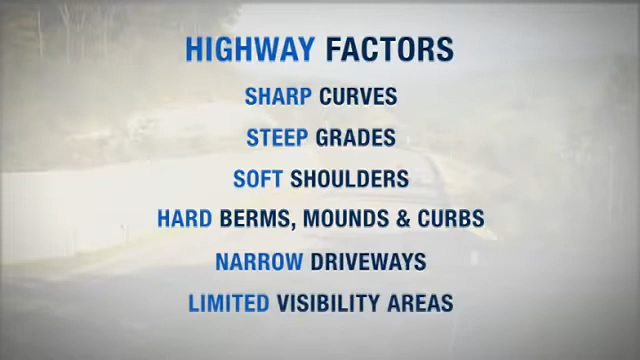 HIGHWAY FACTORS
SHARP CURVES
STEEP GRADES
SOFT SHOULDERS
HARD BERMS, MOUNDS & CURBS
NARROW DRIVEWAYS
LIMITED VISIBILITY AREAS